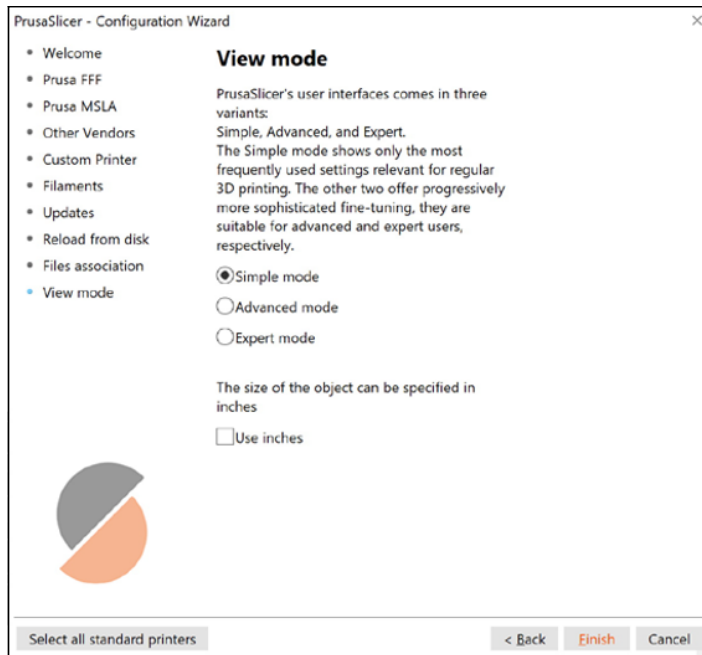 PrusaSlicer - Configuration Wizard
Welcome
Prusa FFF
Prusa MSLA
Other Vendors
Custom Printer
Filaments
Updates
Reload from disk
Files association
View mode
View mode
PrusaSlicer's user interfaces comes in three
variants:
Simple, Advanced, and Expert.
The Simple mode shows only the most
frequently used settings relevant for regular
3D printing. The other two offer progressively
more sophisticated fine-tuning, they are
suitable for advanced and expert users,
respectively.
Simple mode
Advanced mode
Expert mode
The size of the object can be specified in
inches
Use inches
Select all standard printers
< Back
Finish
Cancel